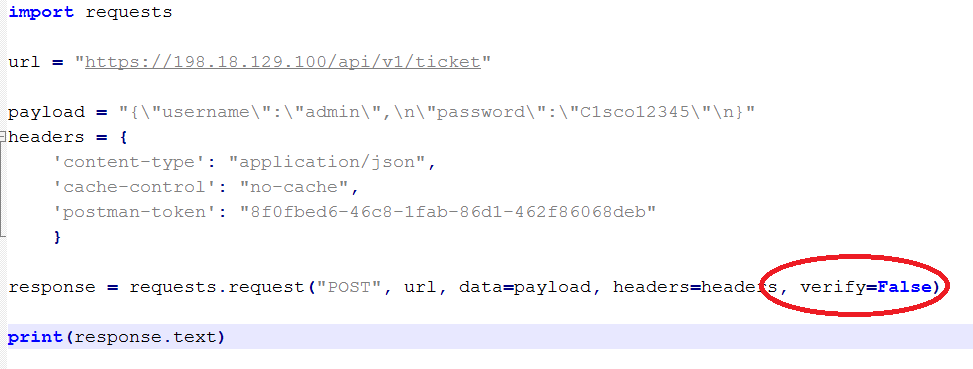 import requests
url = "https://198.18.129.100/api/v1/ticket"
payload = "{\"username\":\"admin\",\n\"password\":\"C1sco12345\"\n}"
headers = {
    'content-type': "application/json",
    'cache-control': "no-cache",
    'postman-token': "8f0fbed6-46c8-1fab-86d1-462f86068deb"
    }
response = requests.request("POST", url, data=payload, headers=headers, verify=False)
print(response.text)